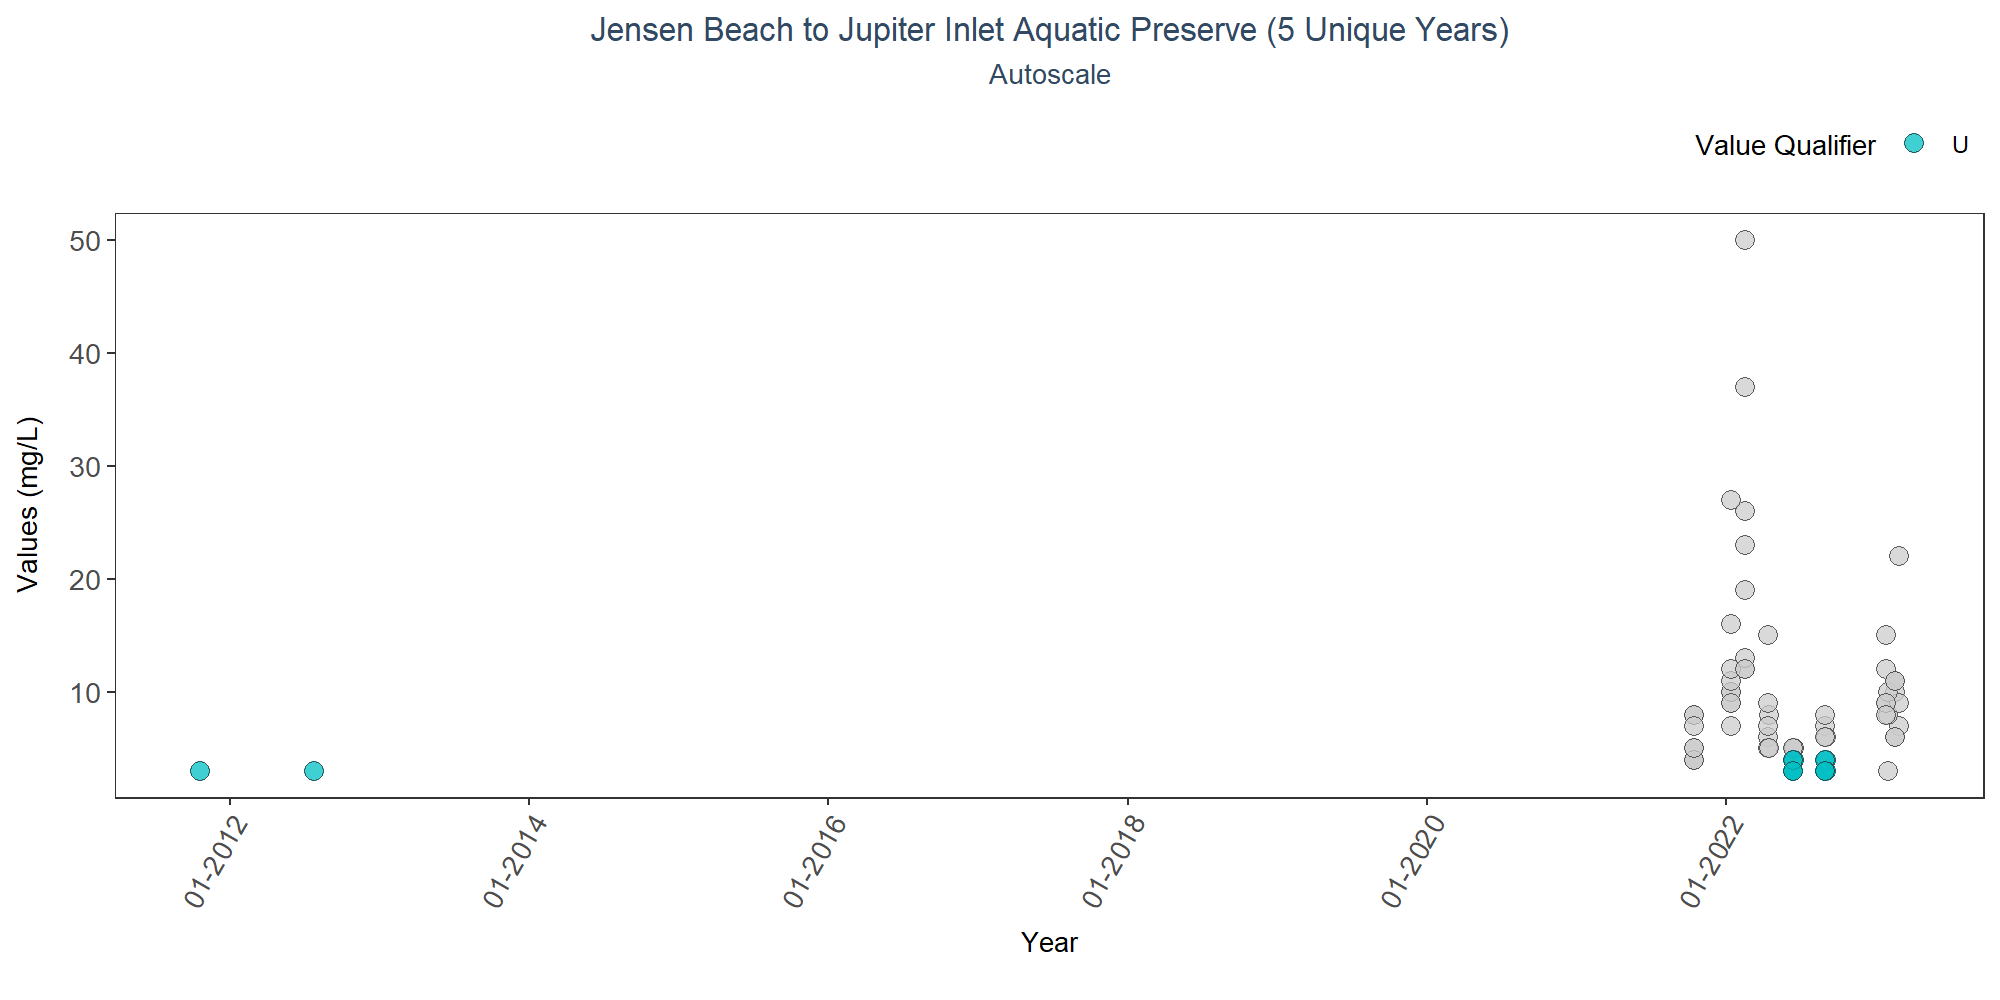 Jensen Beach to Jupiter Inlet Aquatic Preserve (5 Unique Years)
Autoscale
Value Qualifier U
Values (mg/L)
50
40
30
20
10
01-2012 01-2014 01-2016 01-2018 01-2020 01-2022
Year